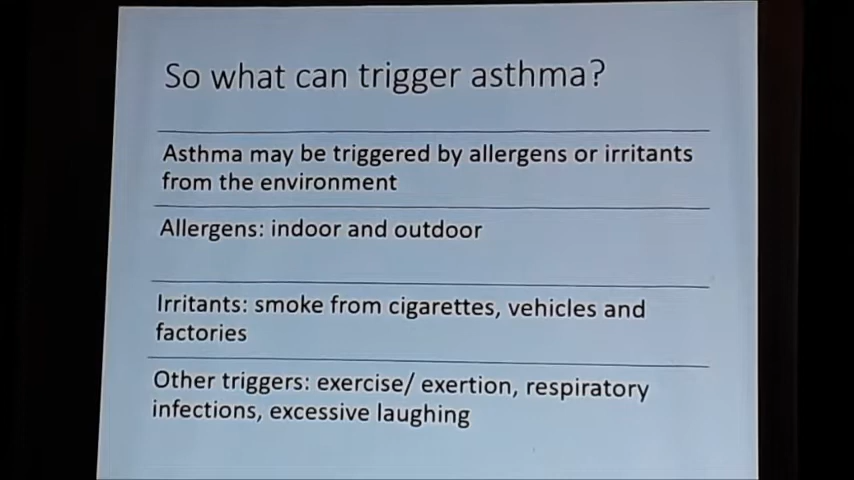 So what can trigger asthma?
Asthma may be triggered by allergens or irritants
from the environment
Allergens: indoor and outdoor
Irritants: smoke from cigarettes, vehicles and
factories
Other triggers: exercise/ exertion, respiratory
infections, excessive laughing